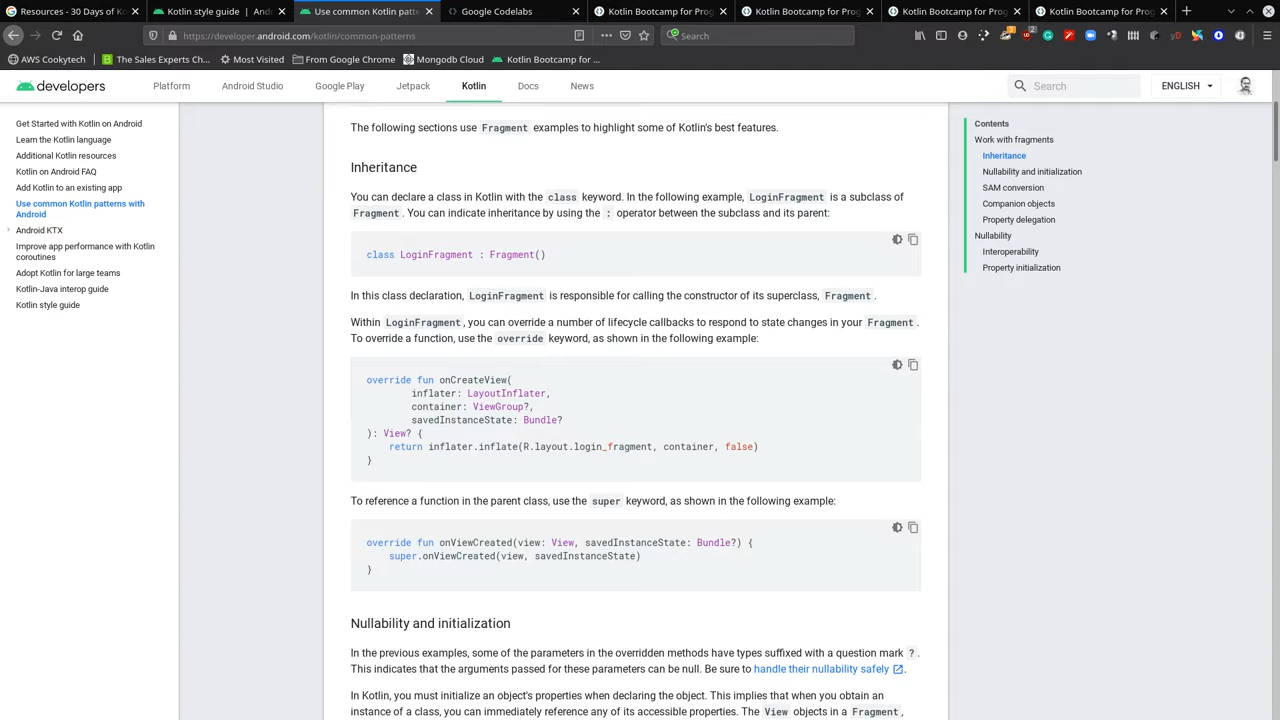 Resources - 30 Days of Ko
Kotlin style guide | And
Use common Kotlin patte
Google Codelabs
Kotlin Bootcamp for Prog
Kotlin Bootcamp for Prog
Kotlin Bootcamp for Prog
Kotlin Bootcamp for Prog
https://developer.android.com/kotlin/common-patterns
Search
AWS Cookytech
The Sales Experts Ch...
Most Visited
From Google Chrome
Mongodb Cloud
Kotlin Bootcamp for ...
developers
Platform
Android Studio
Google Play
Jetpack
Kotlin
Docs
News
Search
ENGLISH
Get Started with Kotlin on Android
Learn the Kotlin language
Additional Kotlin resources
Kotlin on Android FAQ
Add Kotlin to an existing app
Use common Kotlin patterns with
Android
Android KTX
Improve app performance with Kotlin
coroutines
Adopt Kotlin for large teams
Kotlin-Java interop guide
Kotlin style guide
The following sections use Fragment examples to highlight some of Kotlin's best features.
Inheritance
You can declare a class in Kotlin with the class keyword. In the following example, LoginFragment is a subclass of
Fragment. You can indicate inheritance by using the : operator between the subclass and its parent:
class LoginFragment : Fragment()
In this class declaration, LoginFragment is responsible for calling the constructor of its superclass, Fragment.
Within LoginFragment, you can override a number of lifecycle callbacks to respond to state changes in your Fragment.
To override a function, use the override keyword, as shown in the following example:
override fun onCreateView(
inflater: LayoutInflater,
container: ViewGroup?,
savedInstanceState: Bundle?
): View? {
return inflater.inflate(R.layout.login_fragment, container, false)
}
To reference a function in the parent class, use the super keyword, as shown in the following example:
override fun onViewCreated(view: View, savedInstanceState: Bundle?) {
super.onViewCreated(view, savedInstanceState)
}
Nullability and initialization
In the previous examples, some of the parameters in the overridden methods have types suffixed with a question mark ?.
This indicates that the arguments passed for these parameters can be null. Be sure to handle their nullability safely.
In Kotlin, you must initialize an object's properties when declaring the object. This implies that when you obtain an
instance of a class, you can immediately reference any of its accessible properties. The View objects in a Fragment,
Contents
Work with fragments
Inheritance
Nullability and initialization
SAM conversion
Companion objects
Property delegation
Nullability
Interoperability
Property initialization